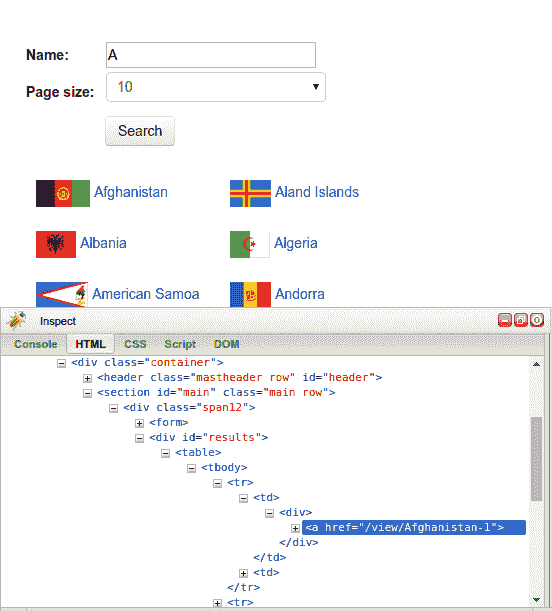 Name: A
Page size: 10
Search
Afghanistan Aland Islands
Albania Algeria
American Samoa Andorra
Inspect
Console HTML CSS Script DOM
<div class="container">
<header class="mastheader row" id="header">
<section id="main" class="main row">
<div class="span12">
<form>
<div id="results">
<table>
<tbody>
<tr>
<td>
<div>
<a href="/view/Afghanistan-1">
</div>
</td>
<td>
</tr>
<tr>